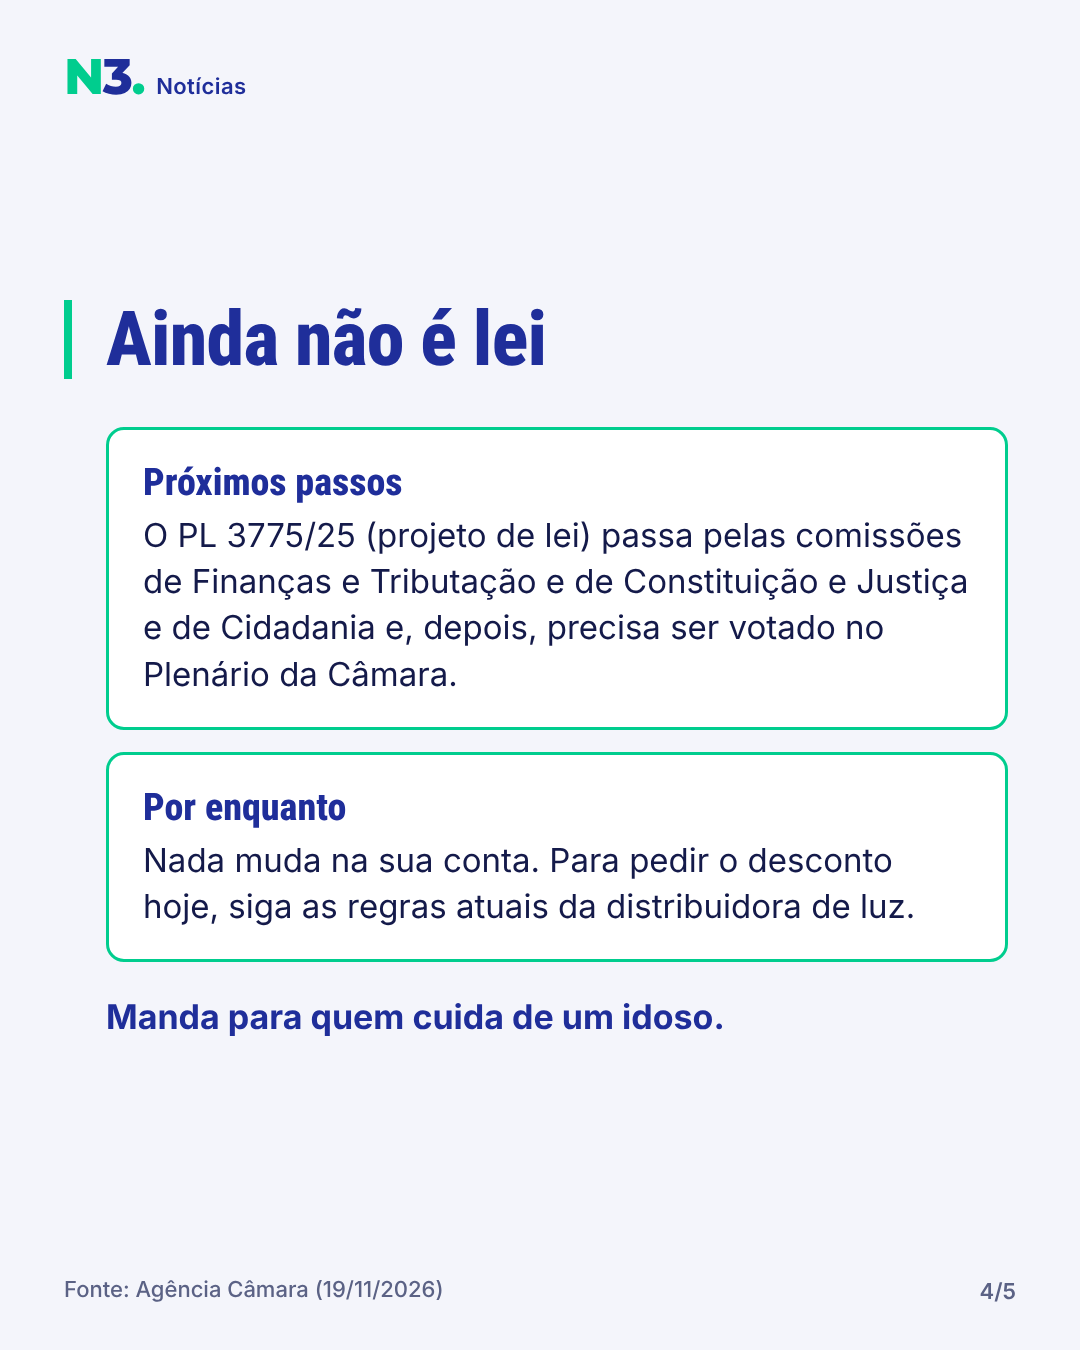 N3. Notícias
Ainda não é lei
Próximos passos
O PL 3775/25 (projeto de lei) passa pelas comissões
de Finanças e Tributação e de Constituição e Justiça
e de Cidadania e, depois, precisa ser votado no
Plenário da Câmara.
Por enquanto
Nada muda na sua conta. Para pedir o desconto
hoje, siga as regras atuais da distribuidora de luz.
Manda para quem cuida de um idoso.
Fonte: Agência Câmara (19/11/2026)
4/5